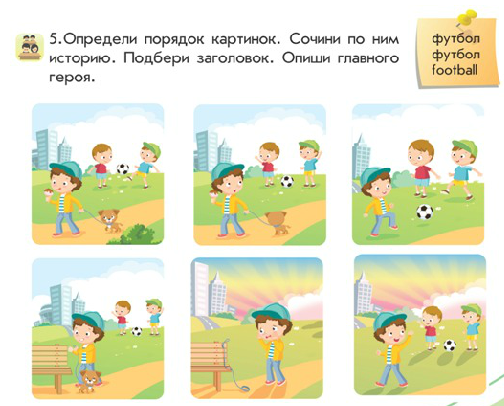 5.Определи порядок картинок. Сочини по ним
историю. Подбери заголовок. Опиши главного
героя.
футбол
футбол
football